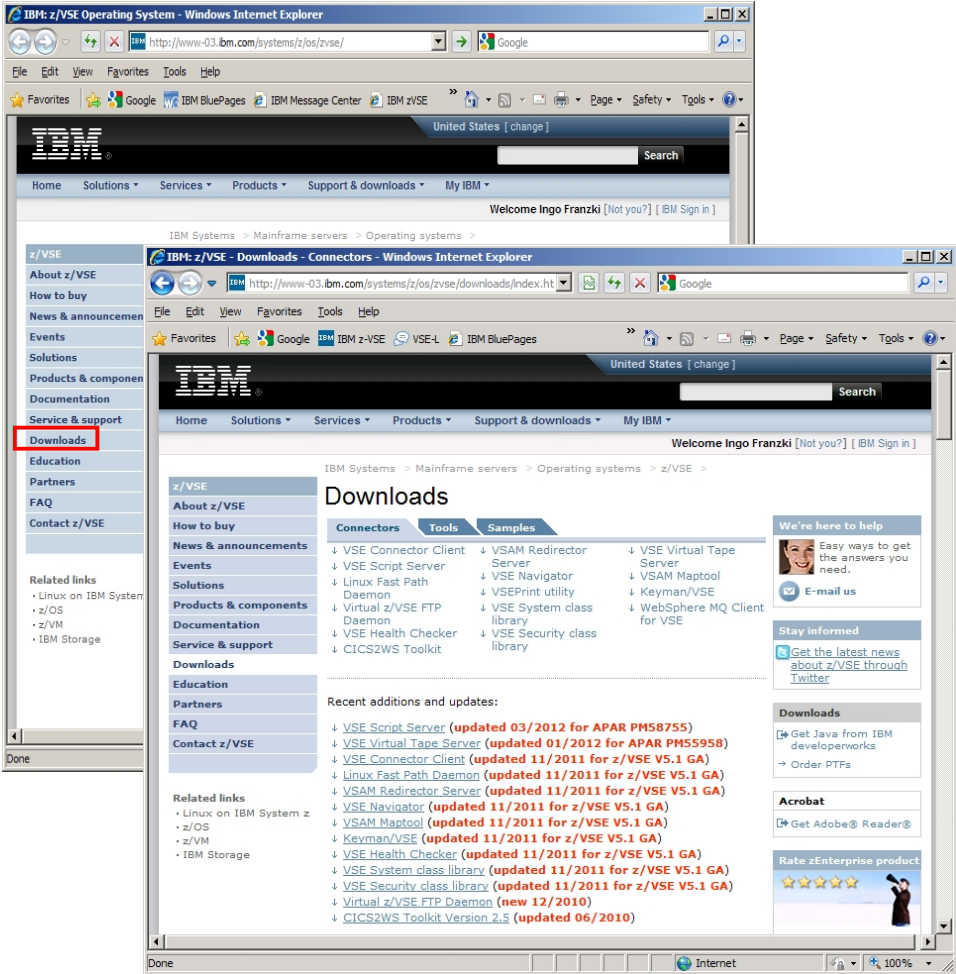 IBM: z/VSE Operating System - Windows Internet Explorer
http://www-03.ibm.com/systems/z/os/zvse/
Google
File Edit View Favorites Tools Help
Favorites Google IBM BluePages IBM Message Center IBM zVSE » Page Safety Tools
United States [ change ]
IBM®
Search
Home Solutions Services Products Support & downloads My IBM
Welcome Ingo Franzki [Not you?] [ IBM Sign in ]
IBM Systems > Mainframe servers > Operating systems >
z/VSE
About z/VSE
How to buy
News & announcemen
Events
Solutions
Products & componen
Documentation
Service & support
Downloads
Education
Partners
FAQ
Contact z/VSE
Related links
· Linux on IBM System
· z/OS
· z/VM
· IBM Storage
Done
IBM: z/VSE - Downloads - Connectors - Windows Internet Explorer
http://www-03.ibm.com/systems/z/os/zvse/downloads/index.ht
Google
File Edit View Favorites Tools Help
Favorites Google IBM z-VSE VSE-L IBM BluePages » Page Safety Tools
United States [ change ]
IBM®
Search
Home Solutions Services Products Support & downloads My IBM
Welcome Ingo Franzki [Not you?] [ IBM Sign in ]
IBM Systems > Mainframe servers > Operating systems > z/VSE >
z/VSE
About z/VSE
How to buy
News & announcements
Events
Solutions
Products & components
Documentation
Service & support
Downloads
Education
Partners
FAQ
Contact z/VSE
Related links
· Linux on IBM System z
· z/OS
· z/VM
· IBM Storage
Downloads
Connectors Tools Samples
↓ VSE Connector Client
↓ VSE Script Server
↓ Linux Fast Path
Daemon
↓ Virtual z/VSE FTP
Daemon
↓ VSE Health Checker
↓ CICS2WS Toolkit
↓ VSAM Redirector
Server
↓ VSE Navigator
↓ VSEPrint utility
↓ VSE System class
library
↓ VSE Security class
library
↓ VSE Virtual Tape
Server
↓ VSAM Maptool
↓ Keyman/VSE
↓ WebSphere MQ Client
for VSE
Recent additions and updates:
↓ VSE Script Server (updated 03/2012 for APAR PM58755)
↓ VSE Virtual Tape Server (updated 01/2012 for APAR PM55958)
↓ VSE Connector Client (updated 11/2011 for z/VSE V5.1 GA)
↓ Linux Fast Path Daemon (updated 11/2011 for z/VSE V5.1 GA)
↓ VSAM Redirector Server (updated 11/2011 for z/VSE V5.1 GA)
↓ VSE Navigator (updated 11/2011 for z/VSE V5.1 GA)
↓ VSAM Maptool (updated 11/2011 for z/VSE V5.1 GA)
↓ Keyman/VSE (updated 11/2011 for z/VSE V5.1 GA)
↓ VSE Health Checker (updated 11/2011 for z/VSE V5.1 GA)
↓ VSE System class library (updated 11/2011 for z/VSE V5.1 GA)
↓ VSE Security class library (updated 11/2011 for z/VSE V5.1 GA)
↓ Virtual z/VSE FTP Daemon (new 12/2010)
↓ CICS2WS Toolkit Version 2.5 (updated 06/2010)
We're here to help
Easy ways to get
the answers you
need.
E-mail us
Stay informed
Get the latest news
about z/VSE through
Twitter
Downloads
Get Java from IBM
developerworks
→ Order PTFs
Acrobat
Get Adobe® Reader®
Rate zEnterprise product
Done
Internet
100%